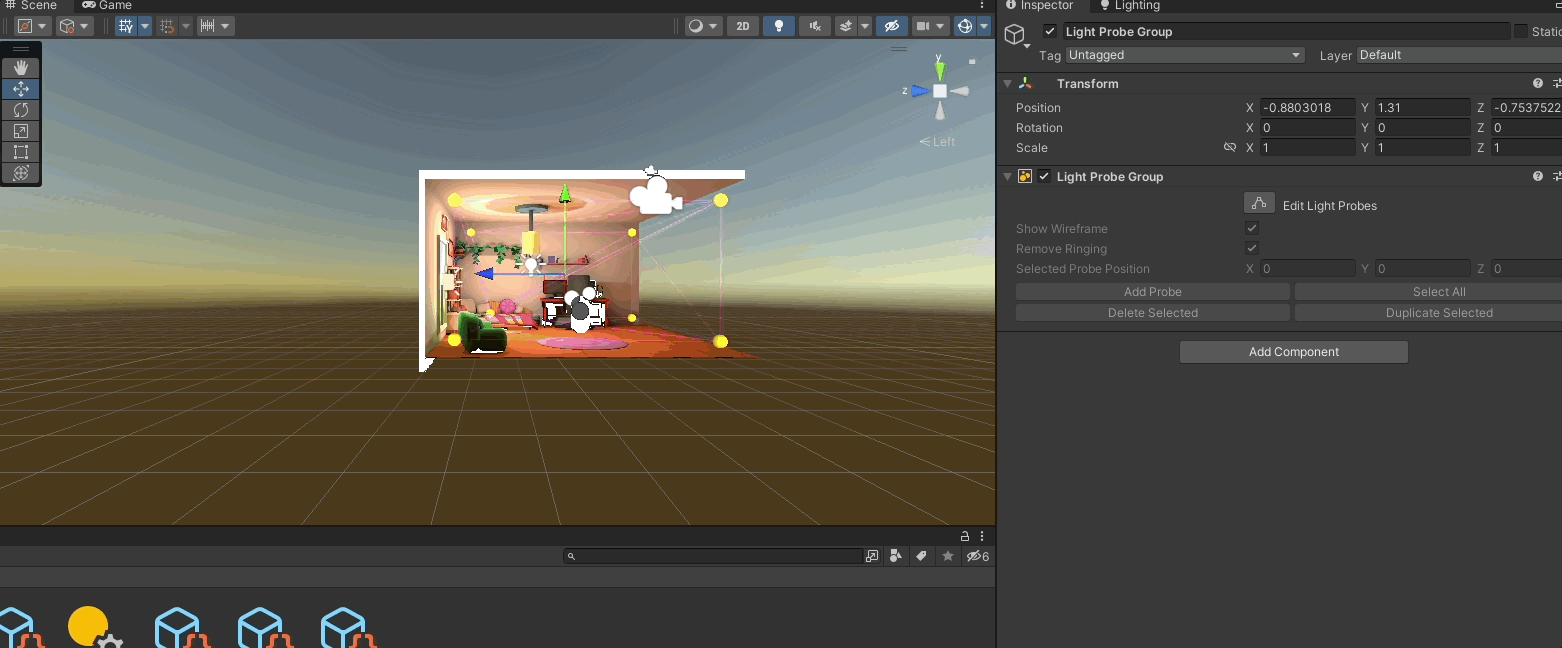 Scene Game
2D
y
z
Left
6
Inspector Lighting
Light Probe Group Static
Tag Untagged Layer Default
Transform
Position X -0.8803018 Y 1.31 Z -0.7537522
Rotation X 0 Y 0 Z 0
Scale X 1 Y 1 Z 1
Light Probe Group
Edit Light Probes
Show Wireframe
Remove Ringing
Selected Probe Position X 0 Y 0 Z 0
Add Probe Select All
Delete Selected Duplicate Selected
Add Component